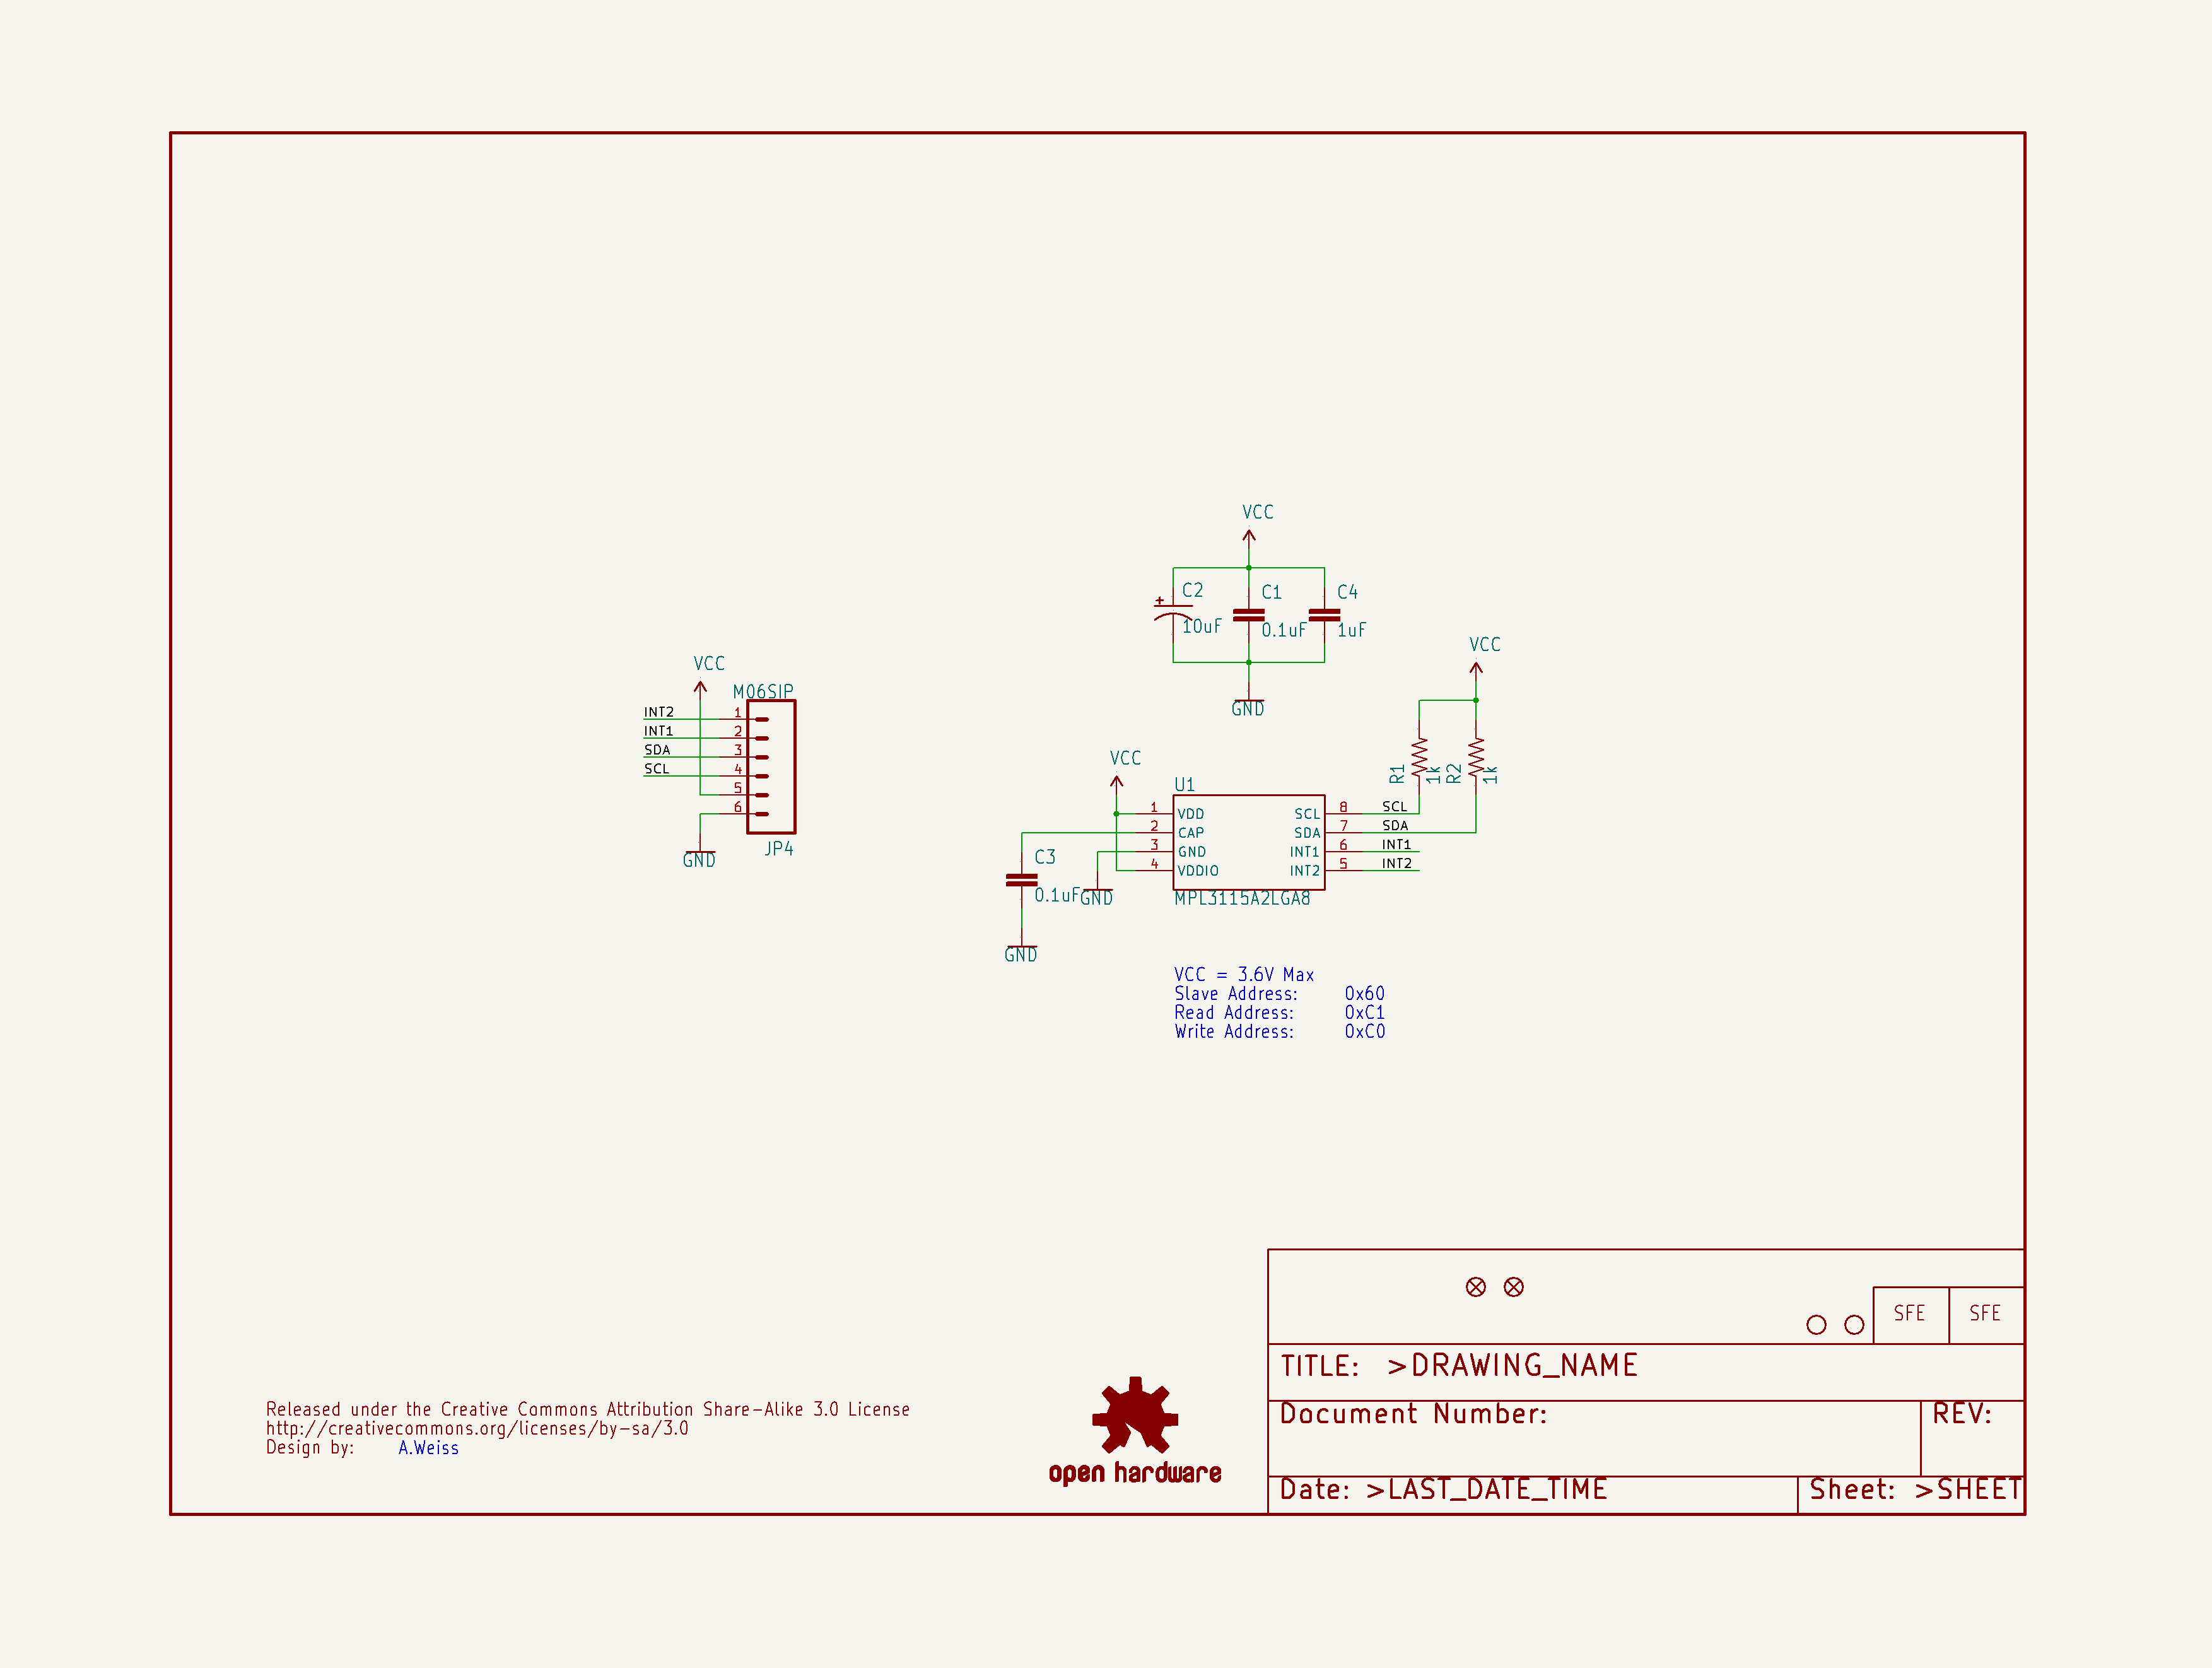 VCC
+
C2
10uF
C1
0.1uF
C4
1uF
GND
VCC
M06SIP
INT2
INT1
SDA
SCL
1
2
3
4
5
6
JP4
GND
VCC
R1
1k
R2
1k
VCC
U1
1
2
3
4
VDD
CAP
GND
VDDIO
SCL
SDA
INT1
INT2
8
7
6
5
SCL
SDA
INT1
INT2
MPL3115A2LGA8
C3
0.1uF
GND
GND
VCC = 3.6V Max
Slave Address: 0x60
Read Address: 0xC1
Write Address: 0xC0
SFE
SFE
TITLE: >DRAWING_NAME
Document Number:
REV:
Date: >LAST_DATE_TIME
Sheet: >SHEET
Released under the Creative Commons Attribution Share-Alike 3.0 License
http://creativecommons.org/licenses/by-sa/3.0
Design by: A.Weiss
open hardware